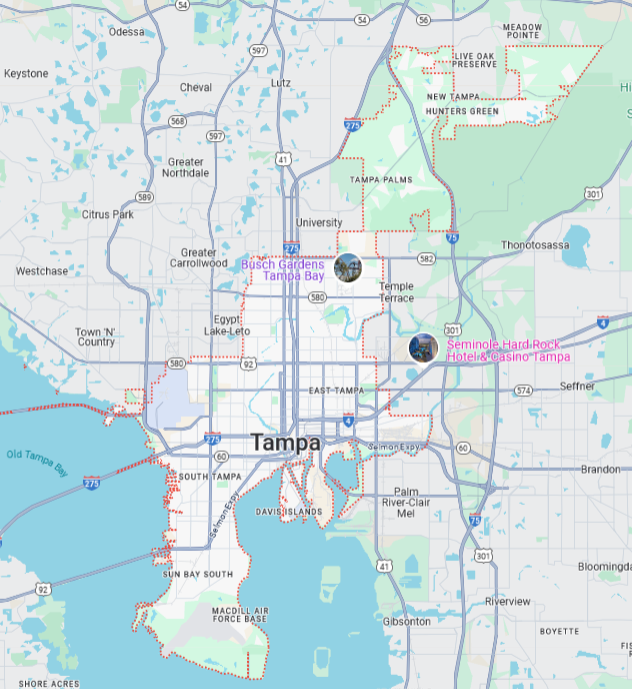 54
54
56
MEADOW
POINTE
Odessa
597
LIVE OAK
PRESERVE
Keystone
Lutz
Cheval
NEW TAMPA
HUNTERS GREEN
568
275
597
41
Greater
Northdale
TAMPA PALMS
589
301
Citrus Park
University
75
275
Thonotosassa
Greater
Carrollwood
582
Westchase
Busch Gardens
Tampa Bay
Temple
Terrace
580
Egypt
Lake-Leto
4
Town 'N'
Country
301
Seminole Hard Rock
Hotel & Casino Tampa
580
92
EAST TAMPA
574
Seffner
4
275
Tampa
Selmon Expy
60
Old Tampa Bay
60
Brandon
SOUTH TAMPA
275
Selmon Expy
Palm
River-Clair
Mel
DAVIS ISLANDS
75
301
41
Bloomingda
SUN BAY SOUTH
92
Riverview
MACDILL AIR
FORCE BASE
Gibsonton
BOYETTE
FIS
SHORE ACRES